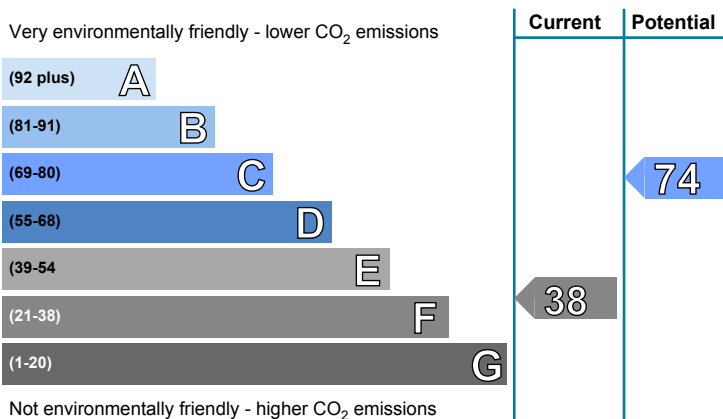 Current Potential
Very environmentally friendly - lower CO2 emissions
(92 plus) A
(81-91) B
(69-80) C
74
(55-68) D
(39-54 E
38
(21-38) F
(1-20) G
Not environmentally friendly - higher CO2 emissions